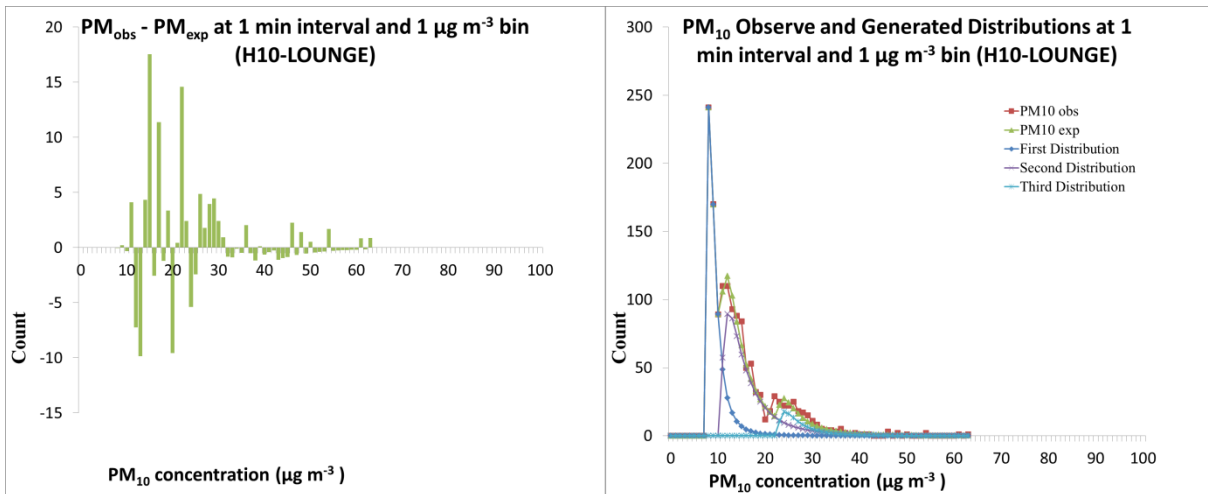 PMobs - PMexp at 1 min interval and 1 µg m-3 bin
(H10-LOUNGE)
20
15
10
5
0
-5
-10
-15
Count
0 10 20 30 40 50 60 70 80 90 100
PM10 concentration (µg m-3 )
PM10 Observe and Generated Distributions at 1
min interval and 1 µg m-3 bin (H10-LOUNGE)
300
250
200
150
100
50
0
Count
PM10 obs
PM10 exp
First Distribution
Second Distribution
Third Distribution
0 10 20 30 40 50 60 70 80 90 100
PM10 concentration (µg m-3 )